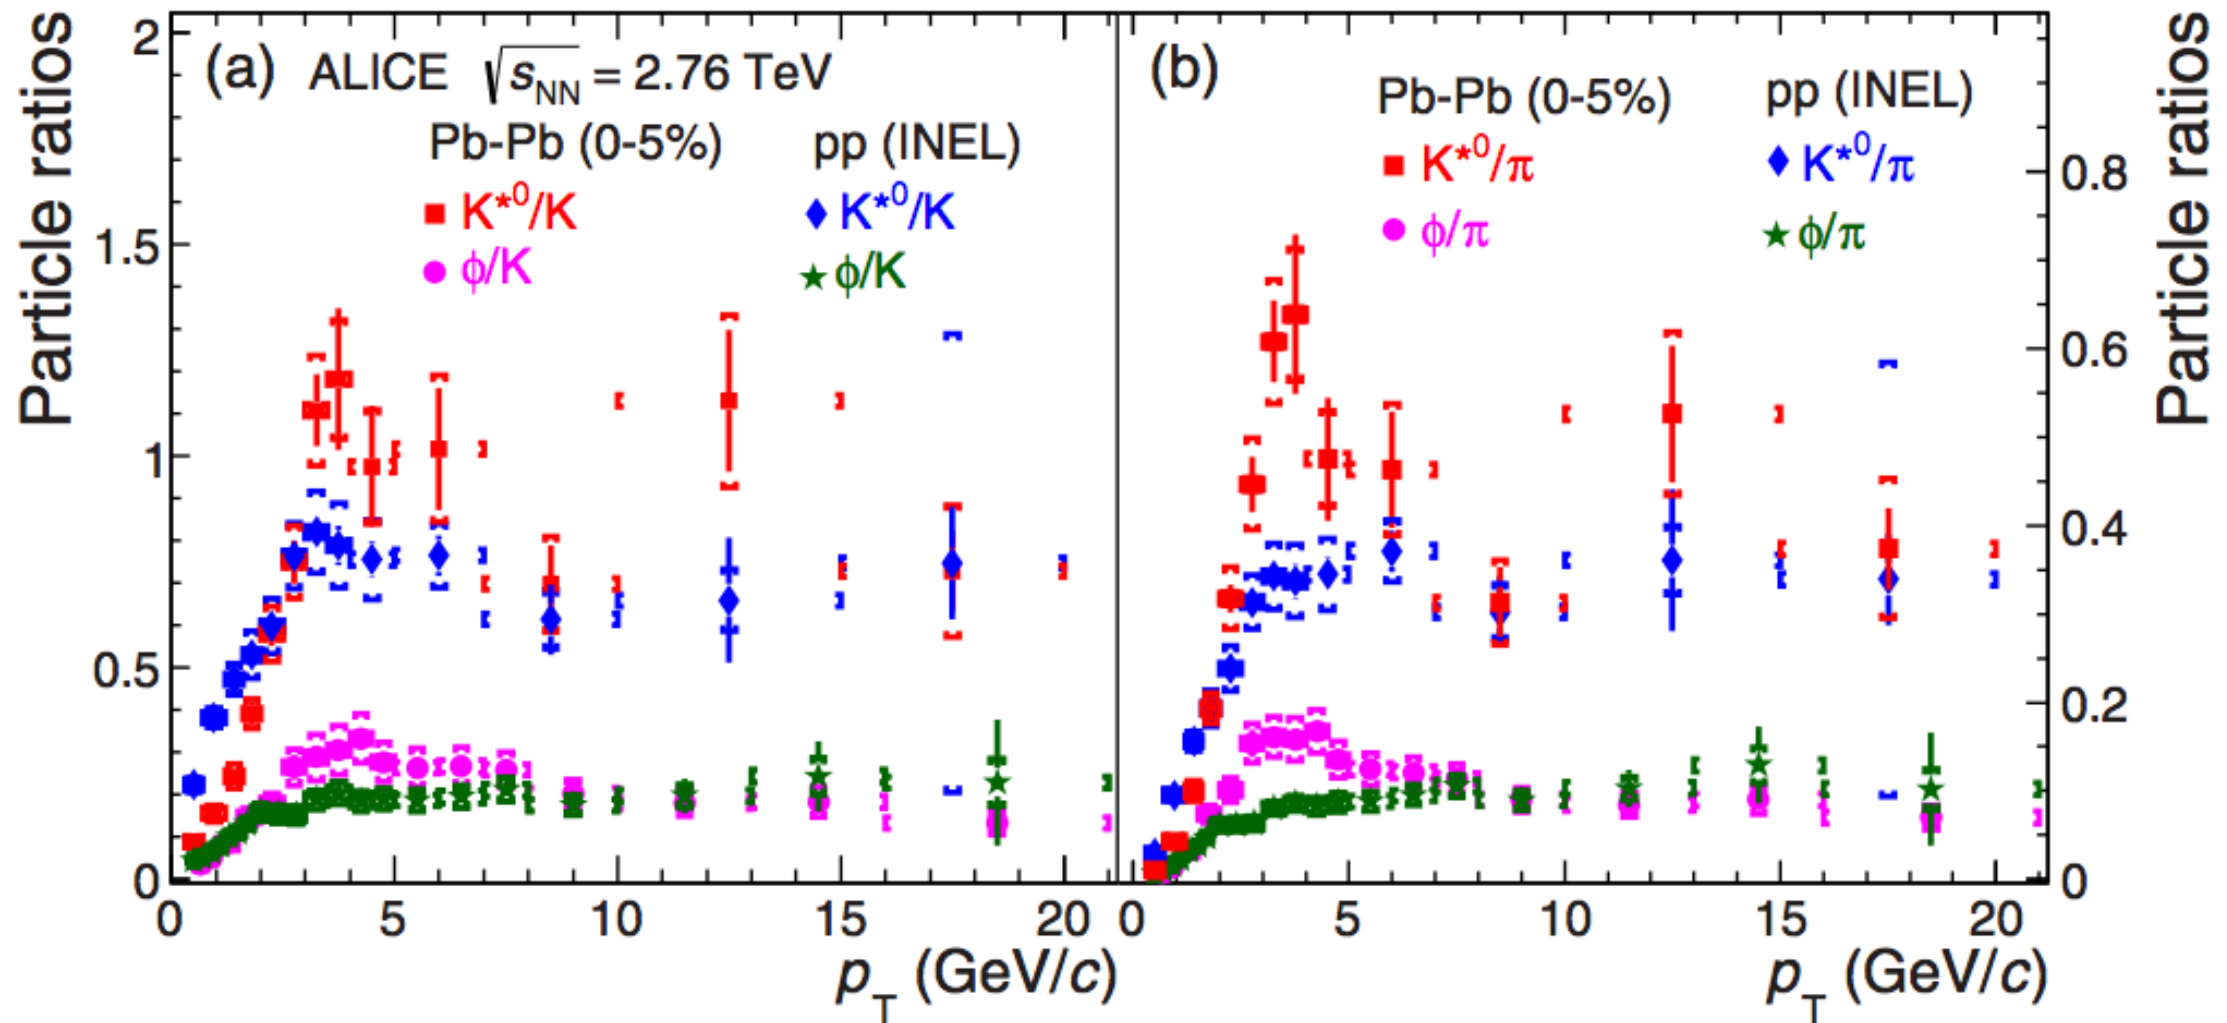 Particle ratios
(a) ALICE √sNN = 2.76 TeV
Pb-Pb (0-5%) pp (INEL)
K*0/K K*0/K
ϕ/K ϕ/K
2
1.5
1
0.5
0
0 5 10 15 20
pT (GeV/c)
(b)
Pb-Pb (0-5%) pp (INEL)
K*0/π K*0/π
ϕ/π ϕ/π
0.8
0.6
0.4
0.2
0
0 5 10 15 20
pT (GeV/c)
Particle ratios